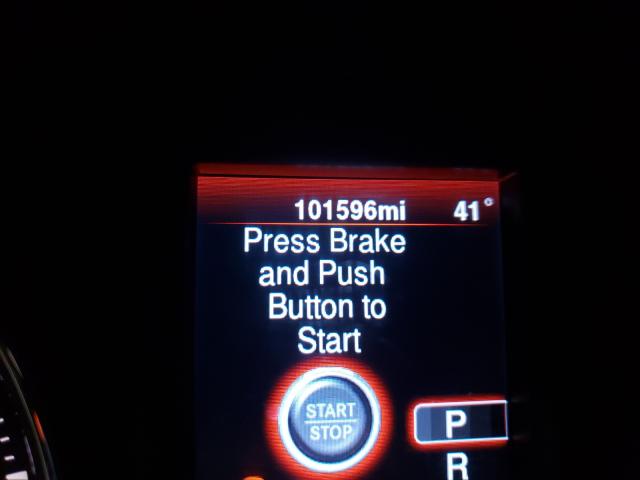 101596mi 41°
Press Brake
and Push
Button to
Start
START
STOP
P
R